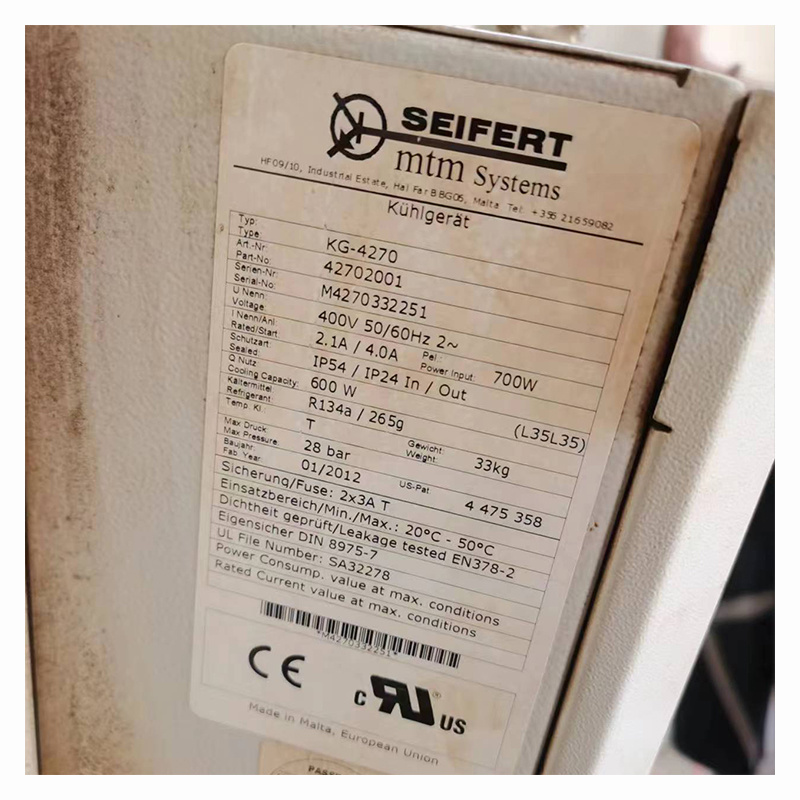 SEIFERT
mtm Systems
HF09/10, Industrial Estate, Hal Far BBG06, Malta Tel. +356 21659082
Kühlgerät
Typ:
Type: KG-4270
Art.-Nr:
Part-No: 42702001
Serien-Nr:
Serial-No: M4270332251
U Nenn:
Voltage: 400V 50/60Hz 2~
I Nenn/Anl:
Rated/Start: 2.1A / 4.0A Pel: Power Input: 700W
Schutzart
Sealed: IP54 / IP24 In / Out
Q Nutz
Cooling Capacity: 600 W (L35L35)
Kältemittel
Refrigerant: R134a / 265g
Temp. Kl.: T Gewicht: Weight: 33kg
Max Druck:
Max Pressure: 28 bar
Baujahr:
Fab Year: 01/2012 US-Pat 4 475 358
Sicherung/Fuse: 2x3A T
Einsatzbereich/Min./Max.: 20°C - 50°C
Dichtheit geprüft/Leakage tested EN378-2
Eigensicher DIN 8975-7
UL File Number: SA32278
Power Consump. value at max. conditions
Rated Current value at max. conditions
*M4270332251*
CE
c RU ® US
Made in Malta, European Union